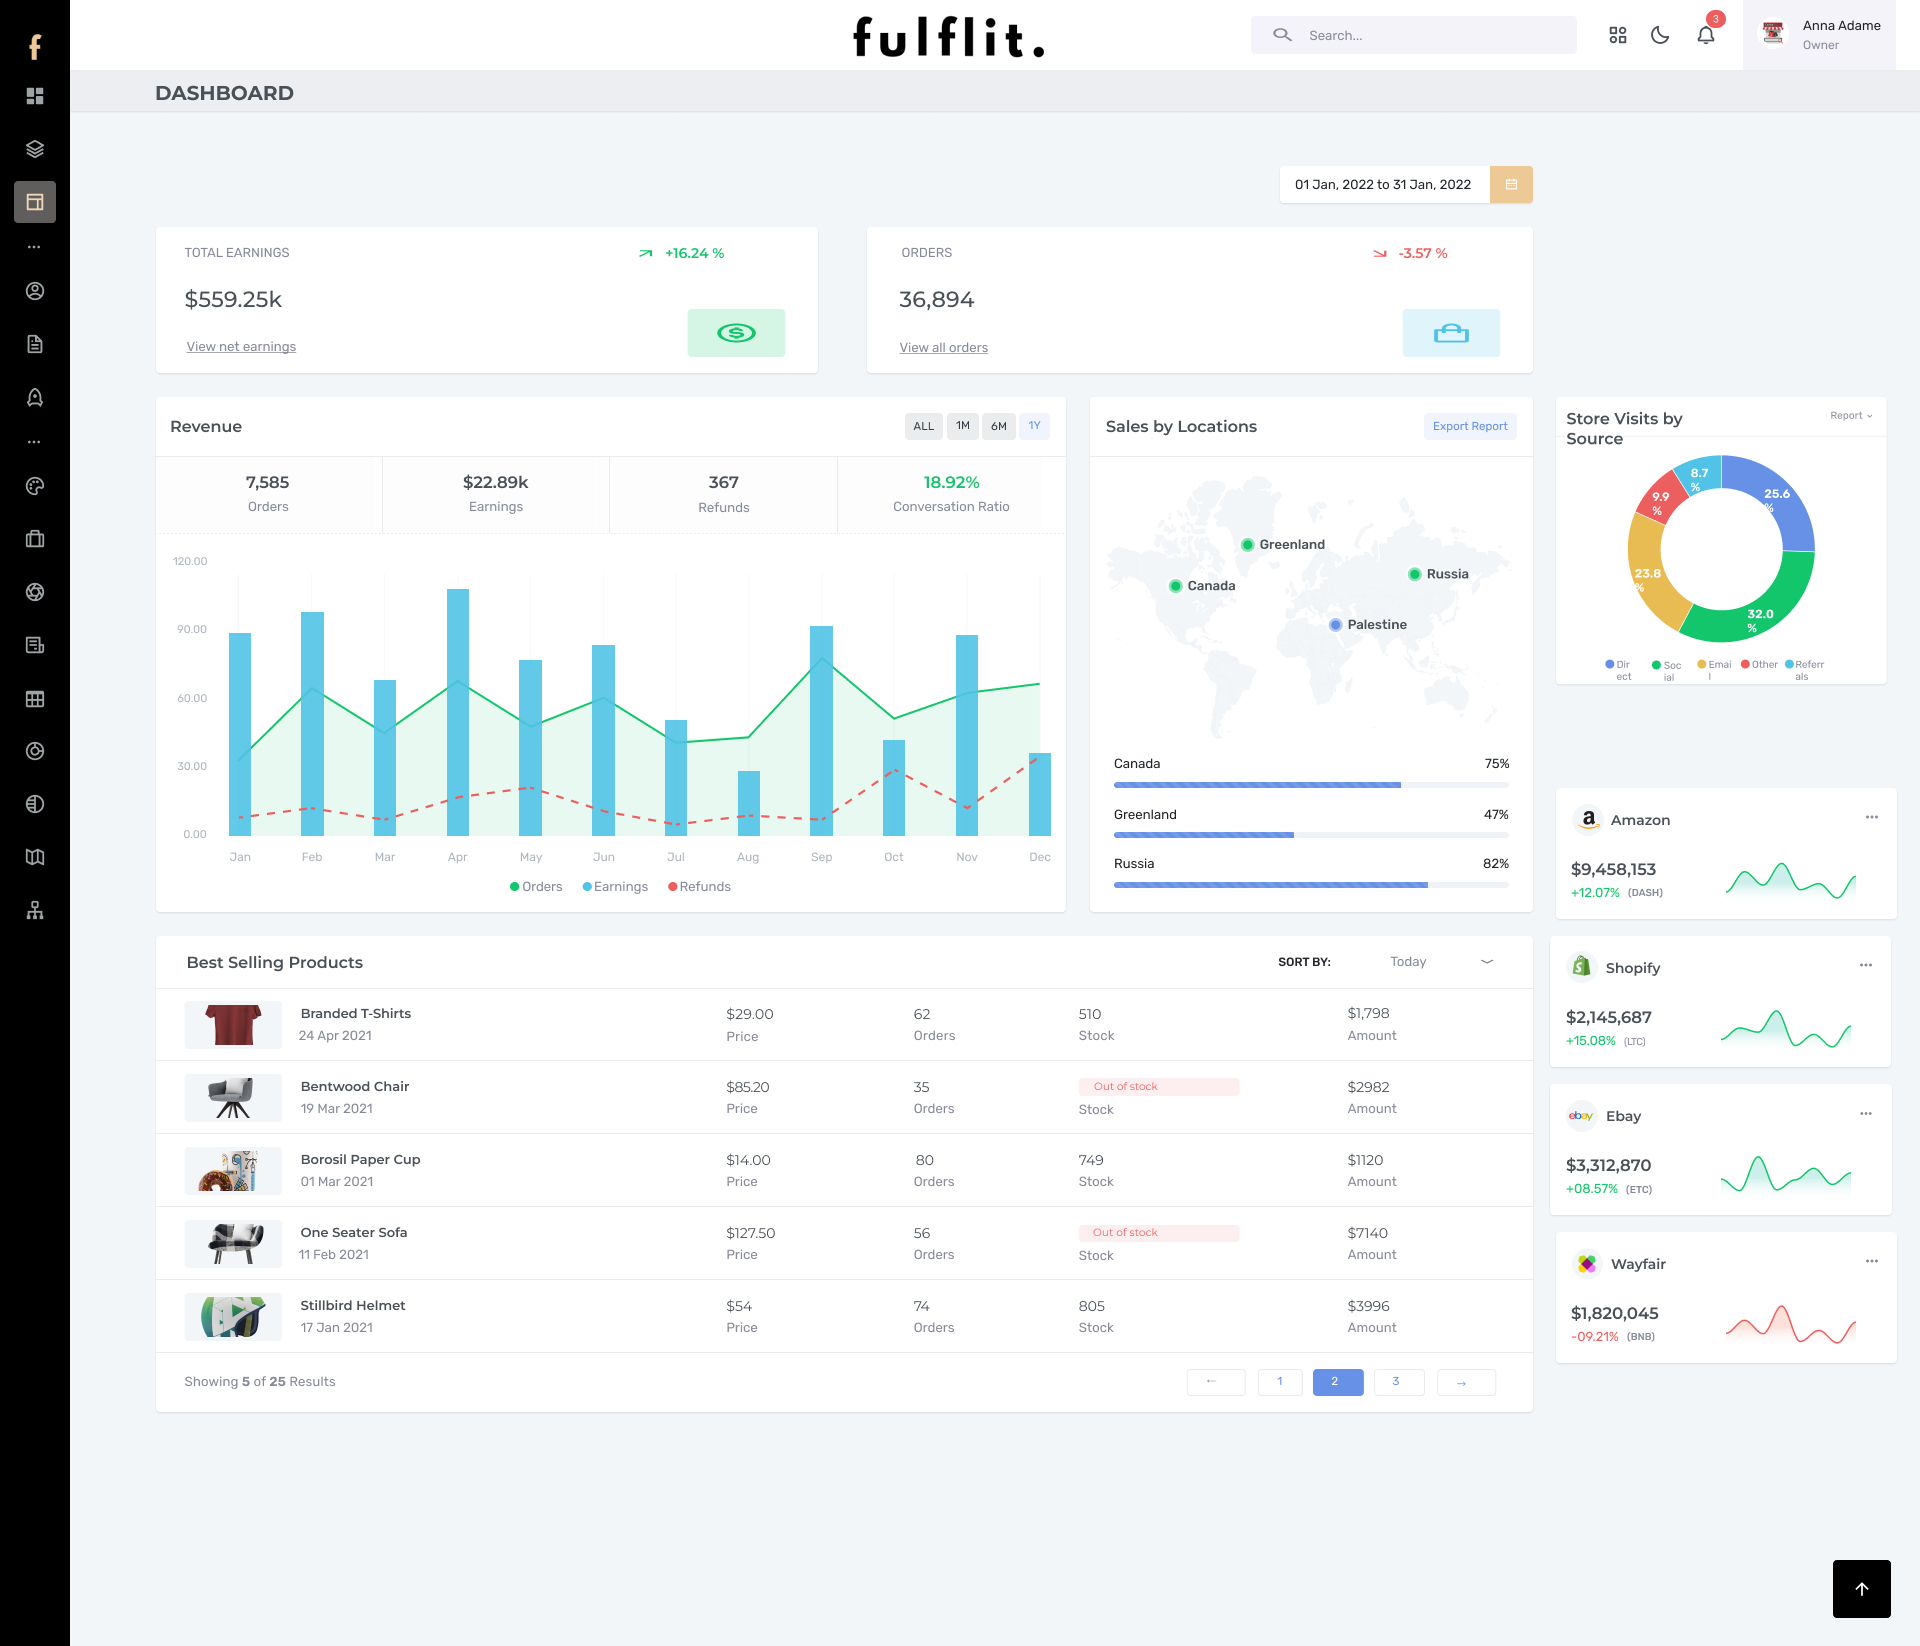 f
fulflit.
Search...
3
Anna Adame
Owner
DASHBOARD
01 Jan, 2022 to 31 Jan, 2022
TOTAL EARNINGS
+16.24 %
$559.25k
View net earnings
ORDERS
-3.57 %
36,894
View all orders
Revenue
ALL
1M
6M
1Y
7,585
Orders
$22.89k
Earnings
367
Refunds
18.92%
Conversation Ratio
120.00
90.00
60.00
30.00
0.00
Jan
Feb
Mar
Apr
May
Jun
Jul
Aug
Sep
Oct
Nov
Dec
Orders
Earnings
Refunds
Sales by Locations
Export Report
Greenland
Canada
Russia
Palestine
Canada
75%
Greenland
47%
Russia
82%
Store Visits by
Source
Report
8.7
%
25.6
%
9.9
%
23.8
%
32.0
%
Dir
ect
Soc
ial
Emai
l
Other
Referr
als
a
Amazon
$9,458,153
+12.07% (DASH)
Shopify
$2,145,687
+15.08% (LTC)
ebay
Ebay
$3,312,870
+08.57% (ETC)
Wayfair
$1,820,045
-09.21% (BNB)
Best Selling Products
SORT BY:
Today
Branded T-Shirts
24 Apr 2021
$29.00
Price
62
Orders
510
Stock
$1,798
Amount
Bentwood Chair
19 Mar 2021
$85.20
Price
35
Orders
Out of stock
Stock
$2982
Amount
Borosil Paper Cup
01 Mar 2021
$14.00
Price
80
Orders
749
Stock
$1120
Amount
One Seater Sofa
11 Feb 2021
$127.50
Price
56
Orders
Out of stock
Stock
$7140
Amount
Stillbird Helmet
17 Jan 2021
$54
Price
74
Orders
805
Stock
$3996
Amount
Showing 5 of 25 Results
←
1
2
3
→